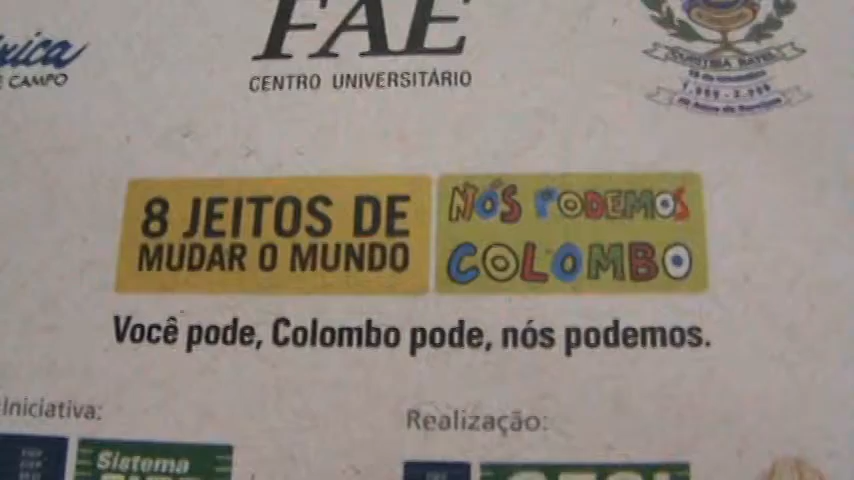 FAE
CENTRO UNIVERSITÁRIO
CAMPO
8 JEITOS DE
MUDAR O MUNDO
NÓS PODEMOS
COLOMBO
Você pode, Colombo pode, nós podemos.
Iniciativa:
Realização:
Sistema